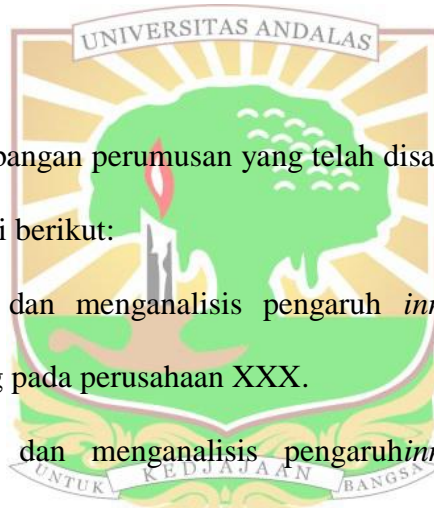 UNIVERSITAS ANDALAS
bangan perumusan yang telah disa
i berikut:
dan menganalisis pengaruh inn
g pada perusahaan XXX.
dan menganalisis pengaruhinn
UNTUK KEDJAJAAN BANGSA